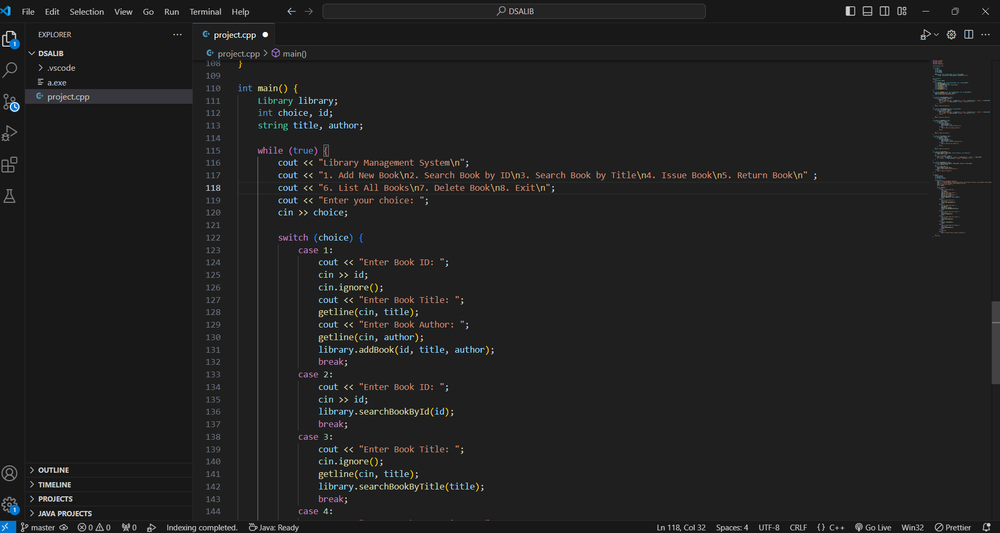 File Edit Selection View Go Run Terminal Help
DSALIB
EXPLORER
project.cpp
1
DSALIB
.vscode
a.exe
project.cpp
project.cpp > main()
108 }
109
110 int main() {
111 Library library;
112 int choice, id;
113 string title, author;
114
115 while (true) {
116 cout << "Library Management System\n";
117 cout << "1. Add New Book\n2. Search Book by ID\n3. Search Book by Title\n4. Issue Book\n5. Return Book\n" ;
118 cout << "6. List All Books\n7. Delete Book\n8. Exit\n";
119 cout << "Enter your choice: ";
120 cin >> choice;
121
122 switch (choice) {
123 case 1:
124 cout << "Enter Book ID: ";
125 cin >> id;
126 cin.ignore();
127 cout << "Enter Book Title: ";
128 getline(cin, title);
129 cout << "Enter Book Author: ";
130 getline(cin, author);
131 library.addBook(id, title, author);
132 break;
133 case 2:
134 cout << "Enter Book ID: ";
135 cin >> id;
136 library.searchBookById(id);
137 break;
138 case 3:
139 cout << "Enter Book Title: ";
140 cin.ignore();
141 getline(cin, title);
142 library.searchBookByTitle(title);
143 break;
144 case 4:
OUTLINE
TIMELINE
PROJECTS
JAVA PROJECTS
1
master 0 0 0 Indexing completed. Java: Ready
Ln 118, Col 32 Spaces: 4 UTF-8 CRLF {} C++ Go Live Win32 Prettier